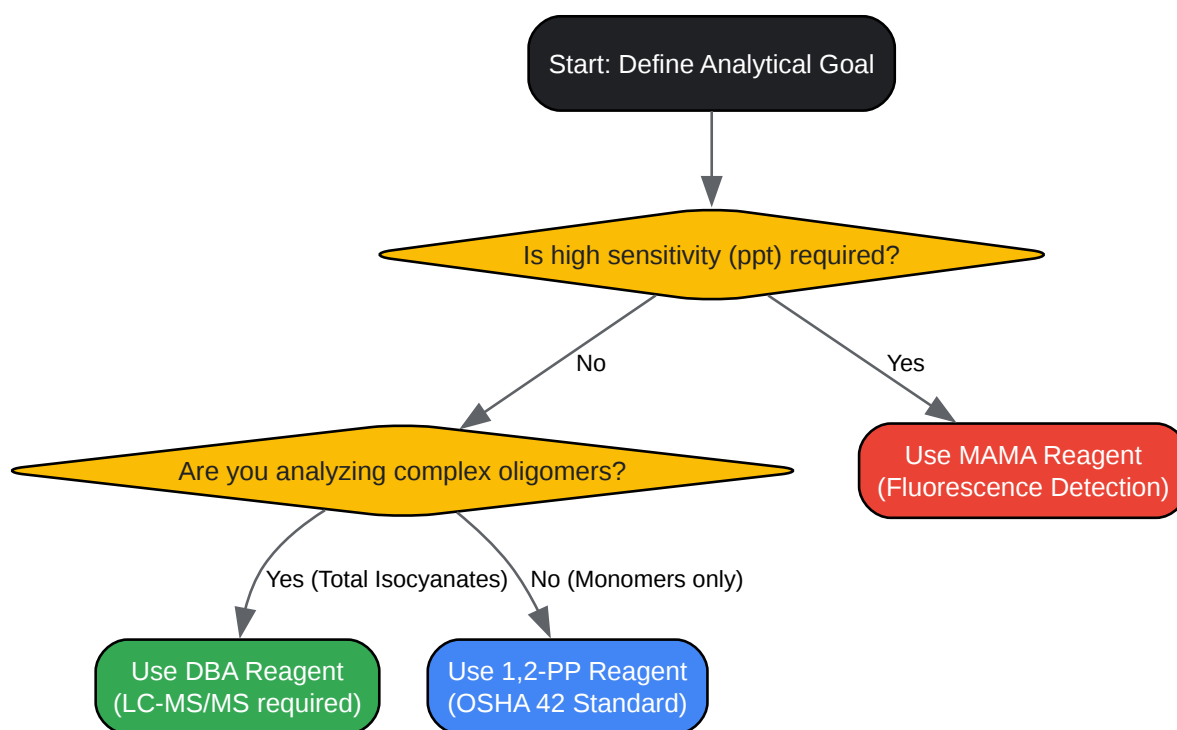 Start: Define Analytical Goal
Is high sensitivity (ppt) required?
No
Yes
Are you analyzing complex oligomers?
Use MAMA Reagent
(Fluorescence Detection)
Yes (Total Isocyanates)
No (Monomers only)
Use DBA Reagent
(LC-MS/MS required)
Use 1,2-PP Reagent
(OSHA 42 Standard)